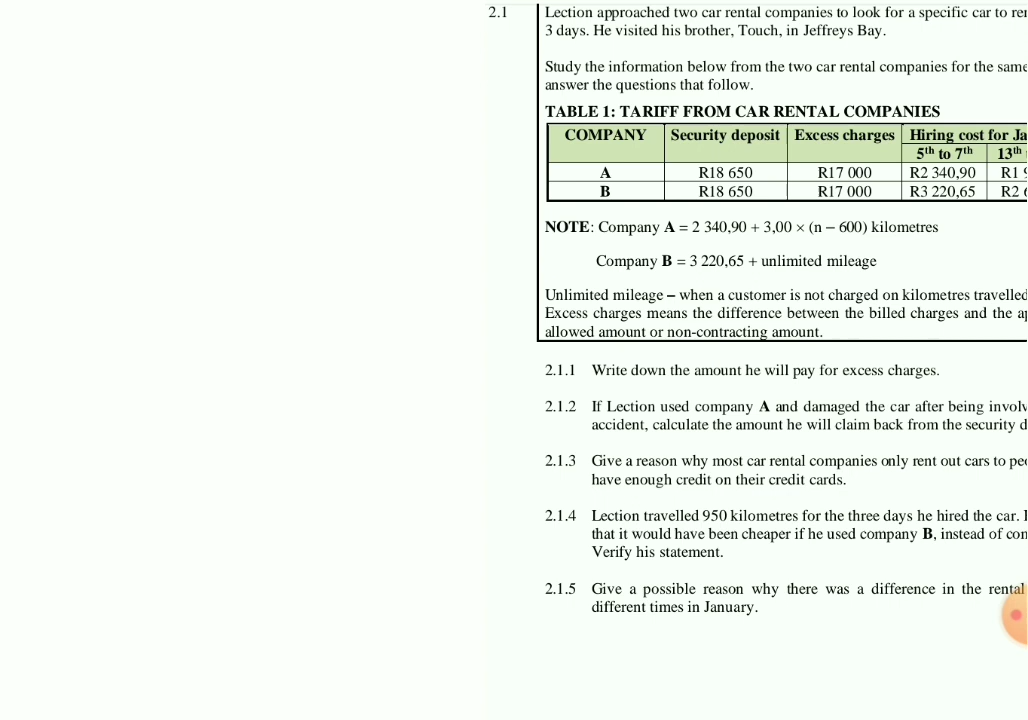 2.1 Lection approached two car rental companies to look for a specific car to
3 days. He visited his brother, Touch, in Jeffreys Bay.
Study the information below from the two car rental companies for the same
answer the questions that follow.
TABLE 1: TARIFF FROM CAR RENTAL COMPANIES
COMPANY Security deposit Excess charges Hiring cost for
5th to 7th 13th
A R18 650 R17 000 R2 340,90
B R18 650 R17 000 R3 220,65
NOTE: Company A = 2 340,90 + 3,00 × (n – 600) kilometres
Company B = 3 220,65 + unlimited mileage
Unlimited mileage – when a customer is not charged on kilometres travelled
Excess charges means the difference between the billed charges and the
allowed amount or non-contracting amount.
2.1.1 Write down the amount he will pay for excess charges.
2.1.2 If Lection used company A and damaged the car after being
accident, calculate the amount he will claim back from the security
2.1.3 Give a reason why most car rental companies only rent out cars to
have enough credit on their credit cards.
2.1.4 Lection travelled 950 kilometres for the three days he hired the car.
that it would have been cheaper if he used company B, instead of
Verify his statement.
2.1.5 Give a possible reason why there was a difference in the rental
different times in January.